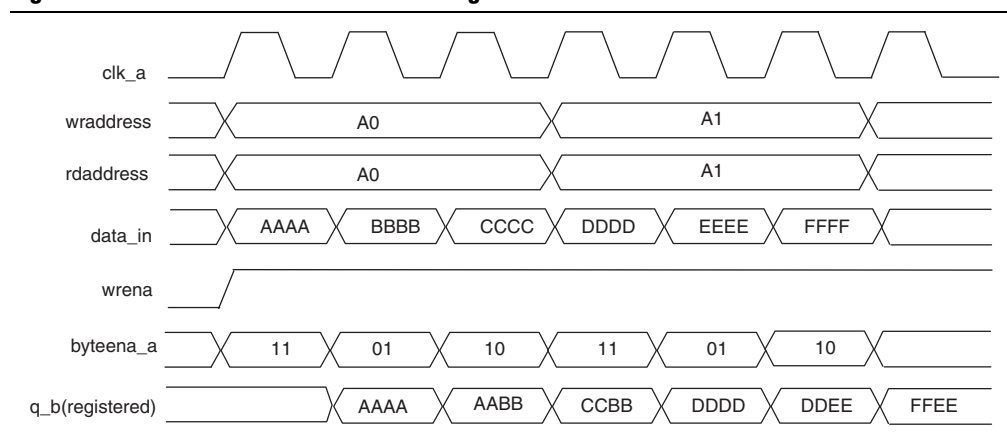 clk_a
wraddress A0 A1
rdaddress A0 A1
data_in AAAA BBBB CCCC DDDD EEEE FFFF
wrena
byteena_a 11 01 10 11 01 10
q_b(registered) AAAA AABB CCBB DDDD DDEE FFEE